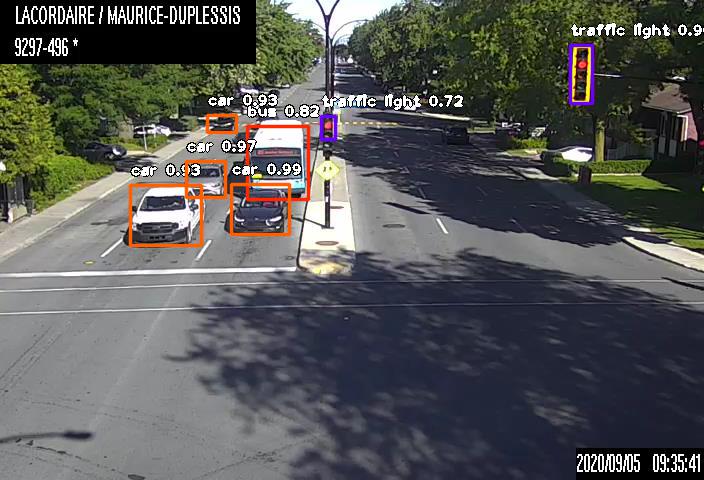 LACORDAIRE / MAURICE-DUPLESSIS
9297-496 *
traffic light 0.9
car 0.93
bus 0.82
traffic light 0.72
car 0.97
car 0.93
car 0.99
2020/09/05 09:35:41